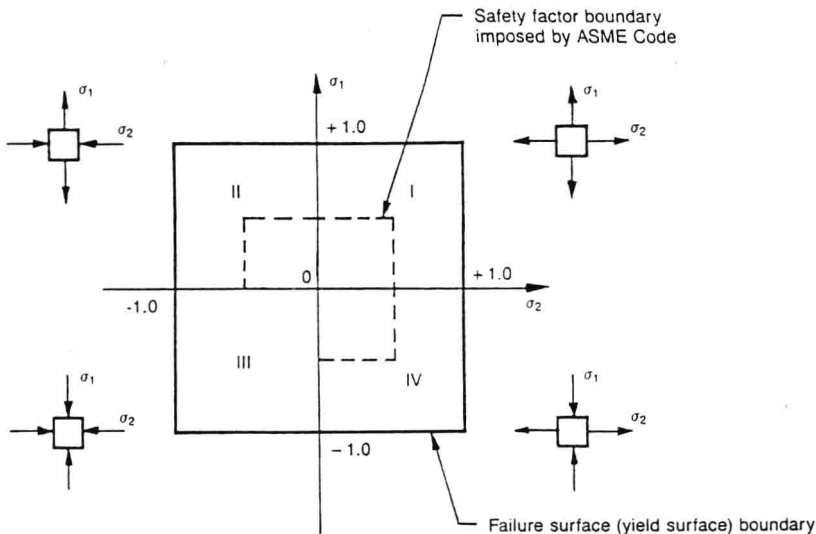 Safety factor boundary
imposed by ASME Code
σ1
σ1
σ1
σ2
+ 1.0
σ2
II
I
0
+ 1.0
-1.0
σ2
III
IV
σ1
σ1
σ2
σ2
– 1.0
Failure surface (yield surface) boundary